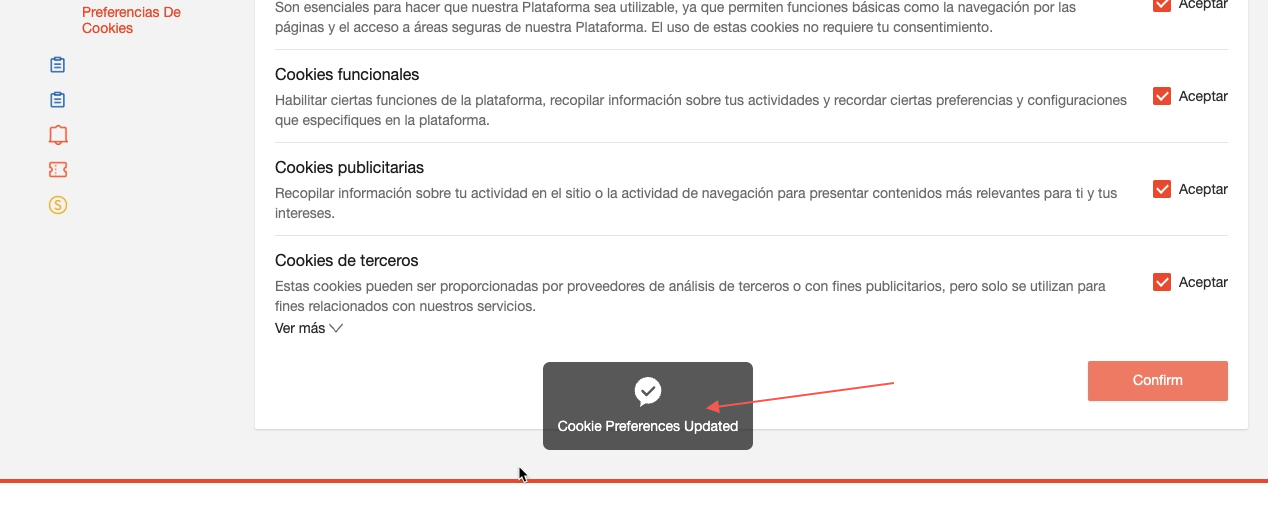 Preferencias De
Cookies
Son esenciales para hacer que nuestra Plataforma sea utilizable, ya que permiten funciones básicas como la navegación por las
páginas y el acceso a áreas seguras de nuestra Plataforma. El uso de estas cookies no requiere tu consentimiento.
Aceptar
Cookies funcionales
Habilitar ciertas funciones de la plataforma, recopilar información sobre tus actividades y recordar ciertas preferencias y configuraciones
que especifiques en la plataforma.
Aceptar
Cookies publicitarias
Recopilar información sobre tu actividad en el sitio o la actividad de navegación para presentar contenidos más relevantes para ti y tus
intereses.
Aceptar
Cookies de terceros
Estas cookies pueden ser proporcionadas por proveedores de análisis de terceros o con fines publicitarios, pero solo se utilizan para
fines relacionados con nuestros servicios.
Aceptar
Ver más
Confirm
Cookie Preferences Updated